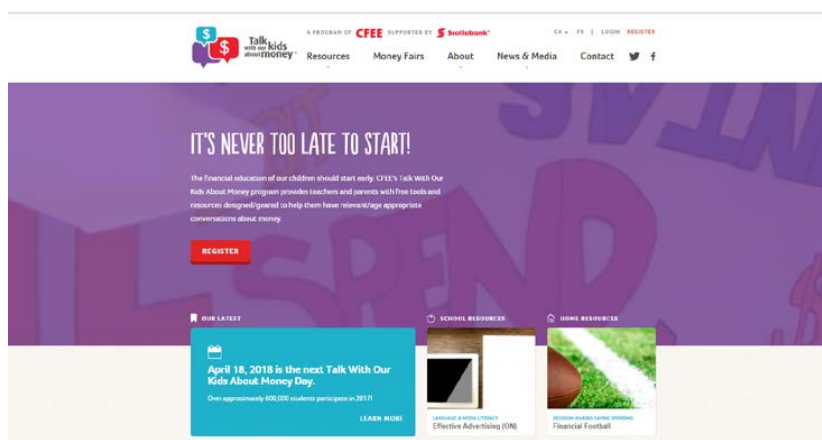 $
$
Talk
with our kids
about money
A PROGRAM OF CFEE SUPPORTED BY Scotiabank
CA FR | LOGIN REGISTER
Resources Money Fairs About News & Media Contact
IT'S NEVER TOO LATE TO START!
The financial education of our children should start early. CFEE's Talk With Our
Kids About Money program provides teachers and parents with free tools and
resources designed/geared to help them have relevant/age appropriate
conversations about money.
REGISTER
SPEND
OUR LATEST
April 18, 2018 is the next Talk With Our
Kids About Money Day.
Over approximately 600,000 students participate in 2017!
LEARN MORE
SCHOOL RESOURCES
LANGUAGE & MEDIA LITERACY
Effective Advertising (ON)
HOME RESOURCES
DECISION-MAKING SAVING SPENDING
Financial Football